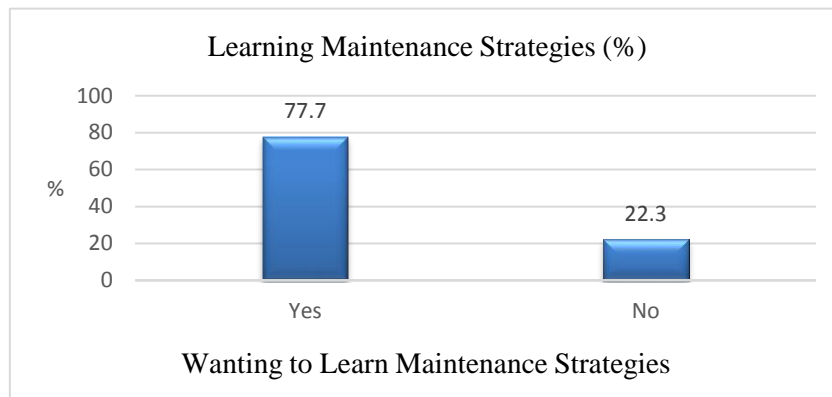 Learning Maintenance Strategies (%)
100
80
60
40
20
0
%
77.7
22.3
Yes
No
Wanting to Learn Maintenance Strategies